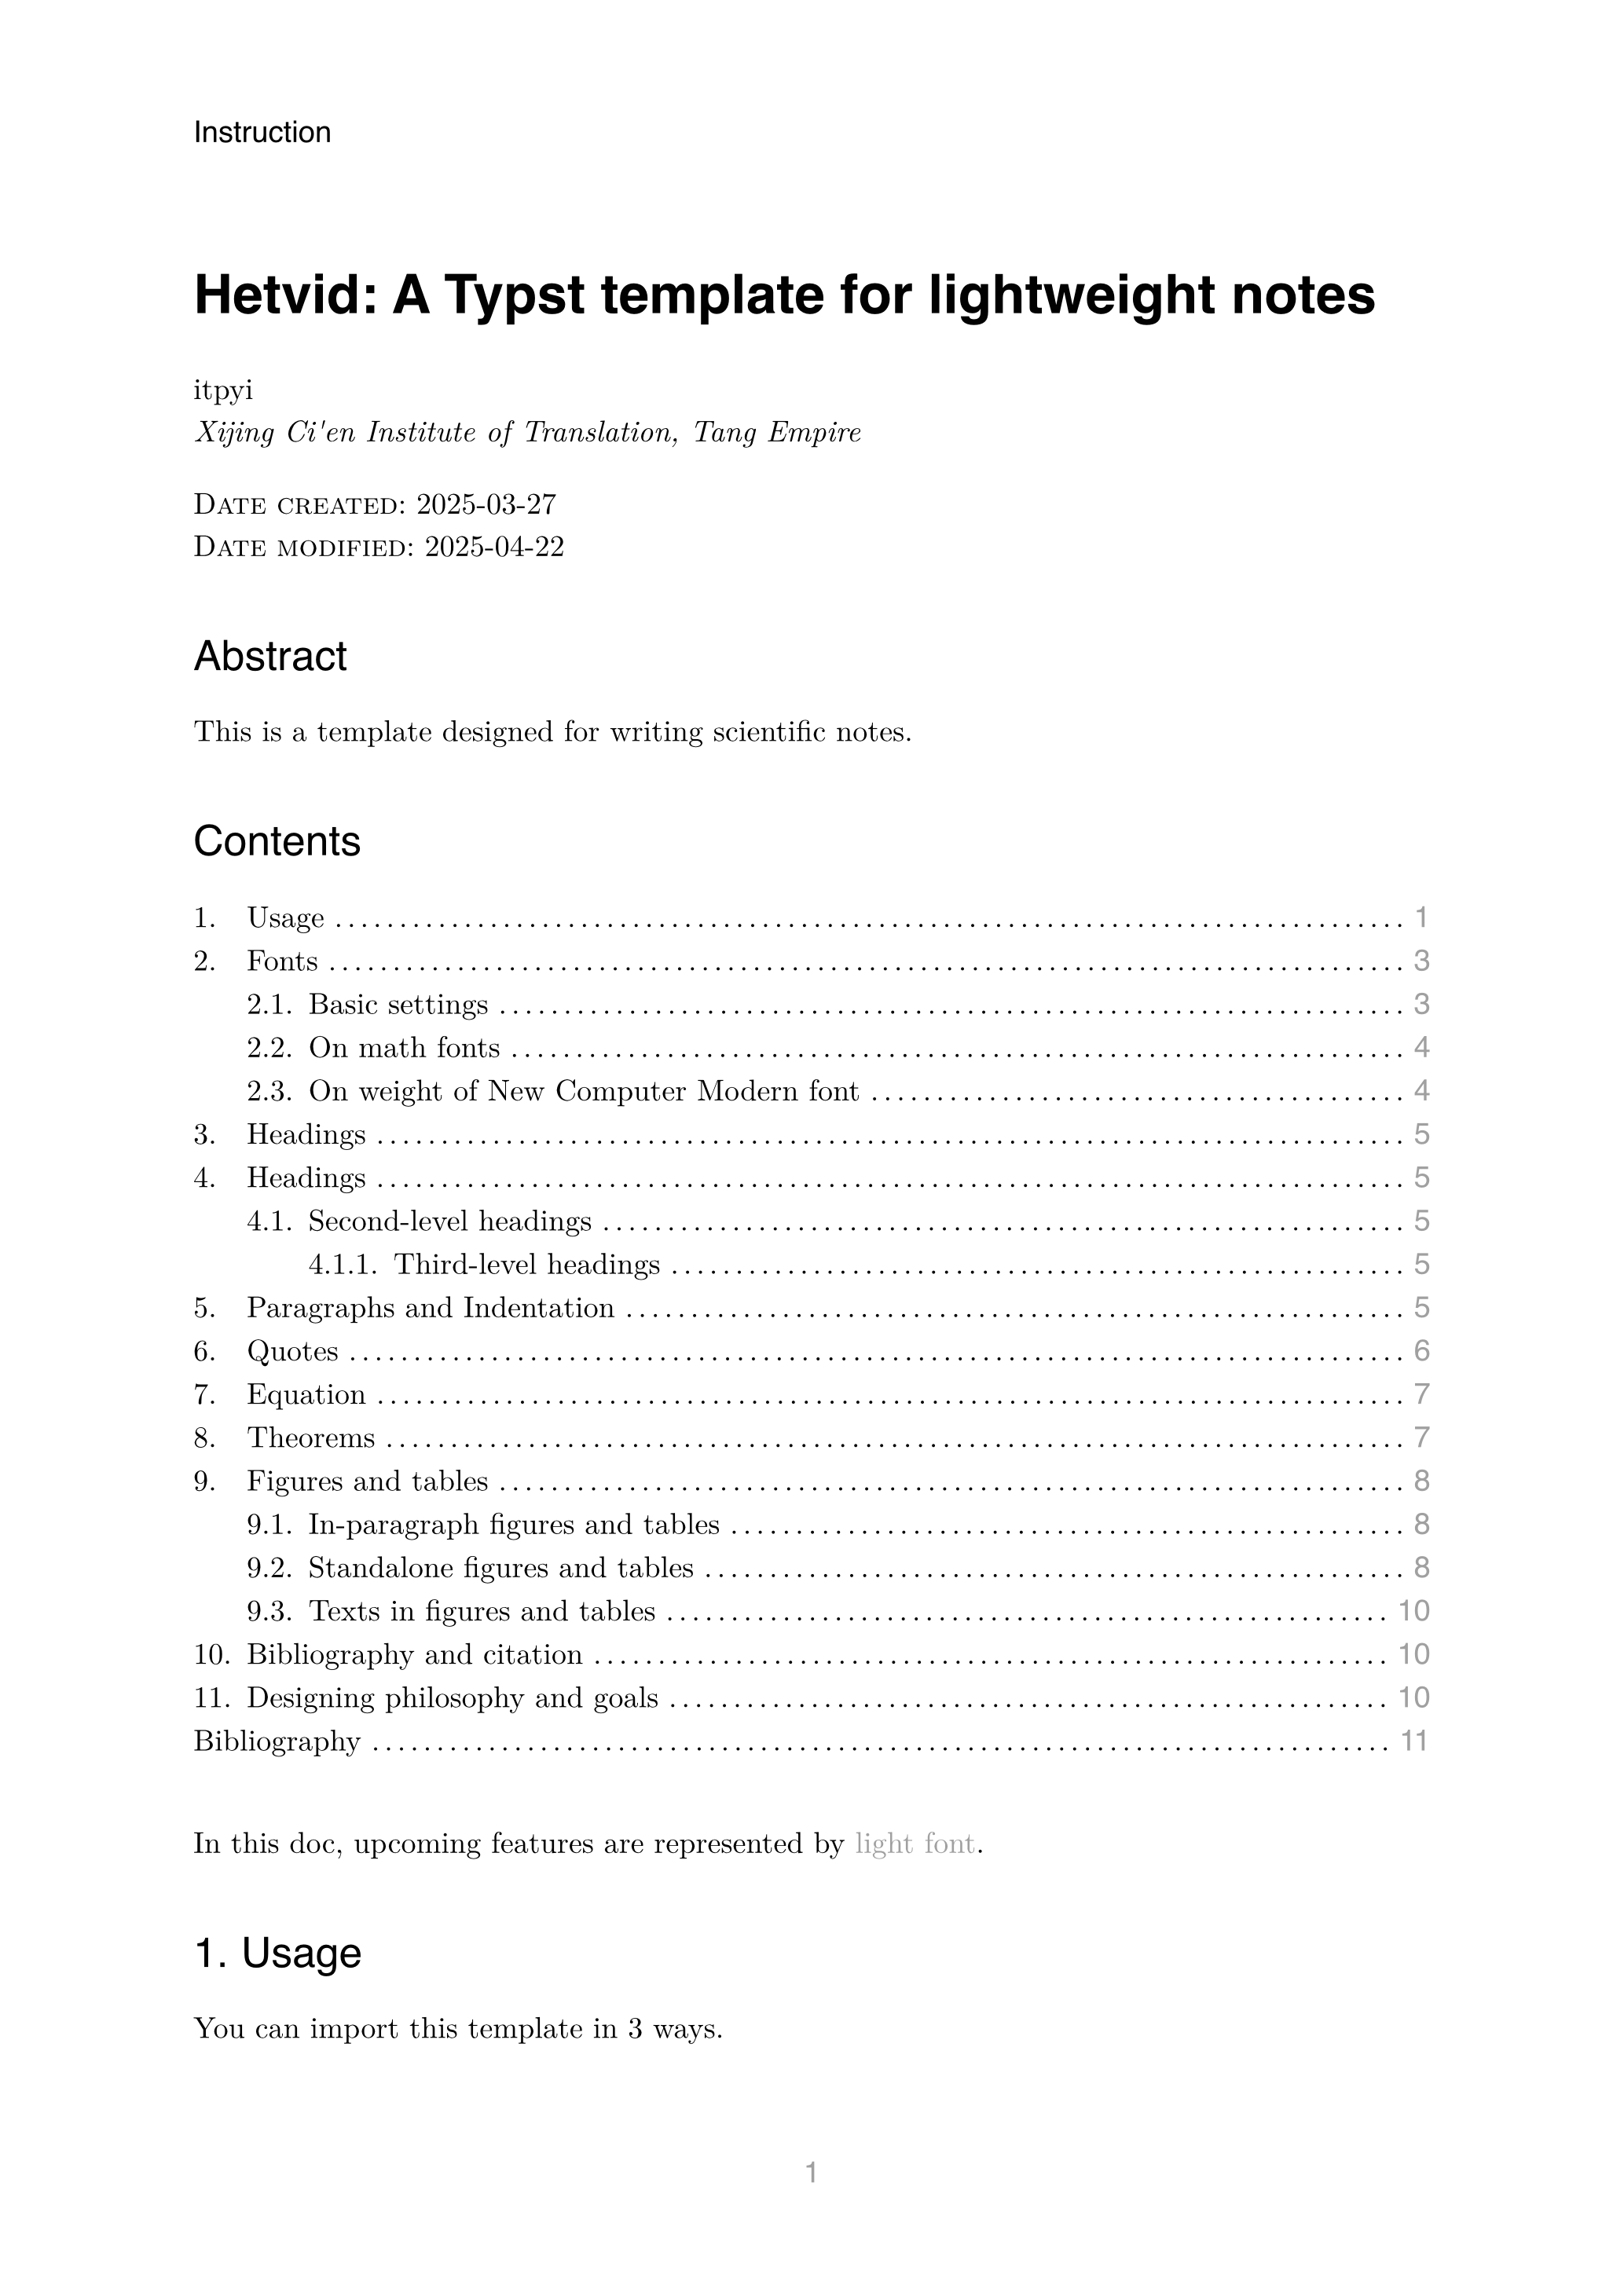 Instruction
Hetvid: A Typst template for lightweight notes
itpyi
Xijing Ci'en Institute of Translation, Tang Empire
Date created: 2025-03-27
Date modified: 2025-04-22
Abstract
This is a template designed for writing scientific notes.
Contents
1. Usage 1
2. Fonts 3
2.1. Basic settings 3
2.2. On math fonts 4
2.3. On weight of New Computer Modern font 4
3. Headings 5
4. Headings 5
4.1. Second-level headings 5
4.1.1. Third-level headings 5
5. Paragraphs and Indentation 5
6. Quotes 6
7. Equation 7
8. Theorems 7
9. Figures and tables 8
9.1. In-paragraph figures and tables 8
9.2. Standalone figures and tables 8
9.3. Texts in figures and tables 10
10. Bibliography and citation 10
11. Designing philosophy and goals 10
Bibliography 11
In this doc, upcoming features are represented by light font.
1. Usage
You can import this template in 3 ways.
1